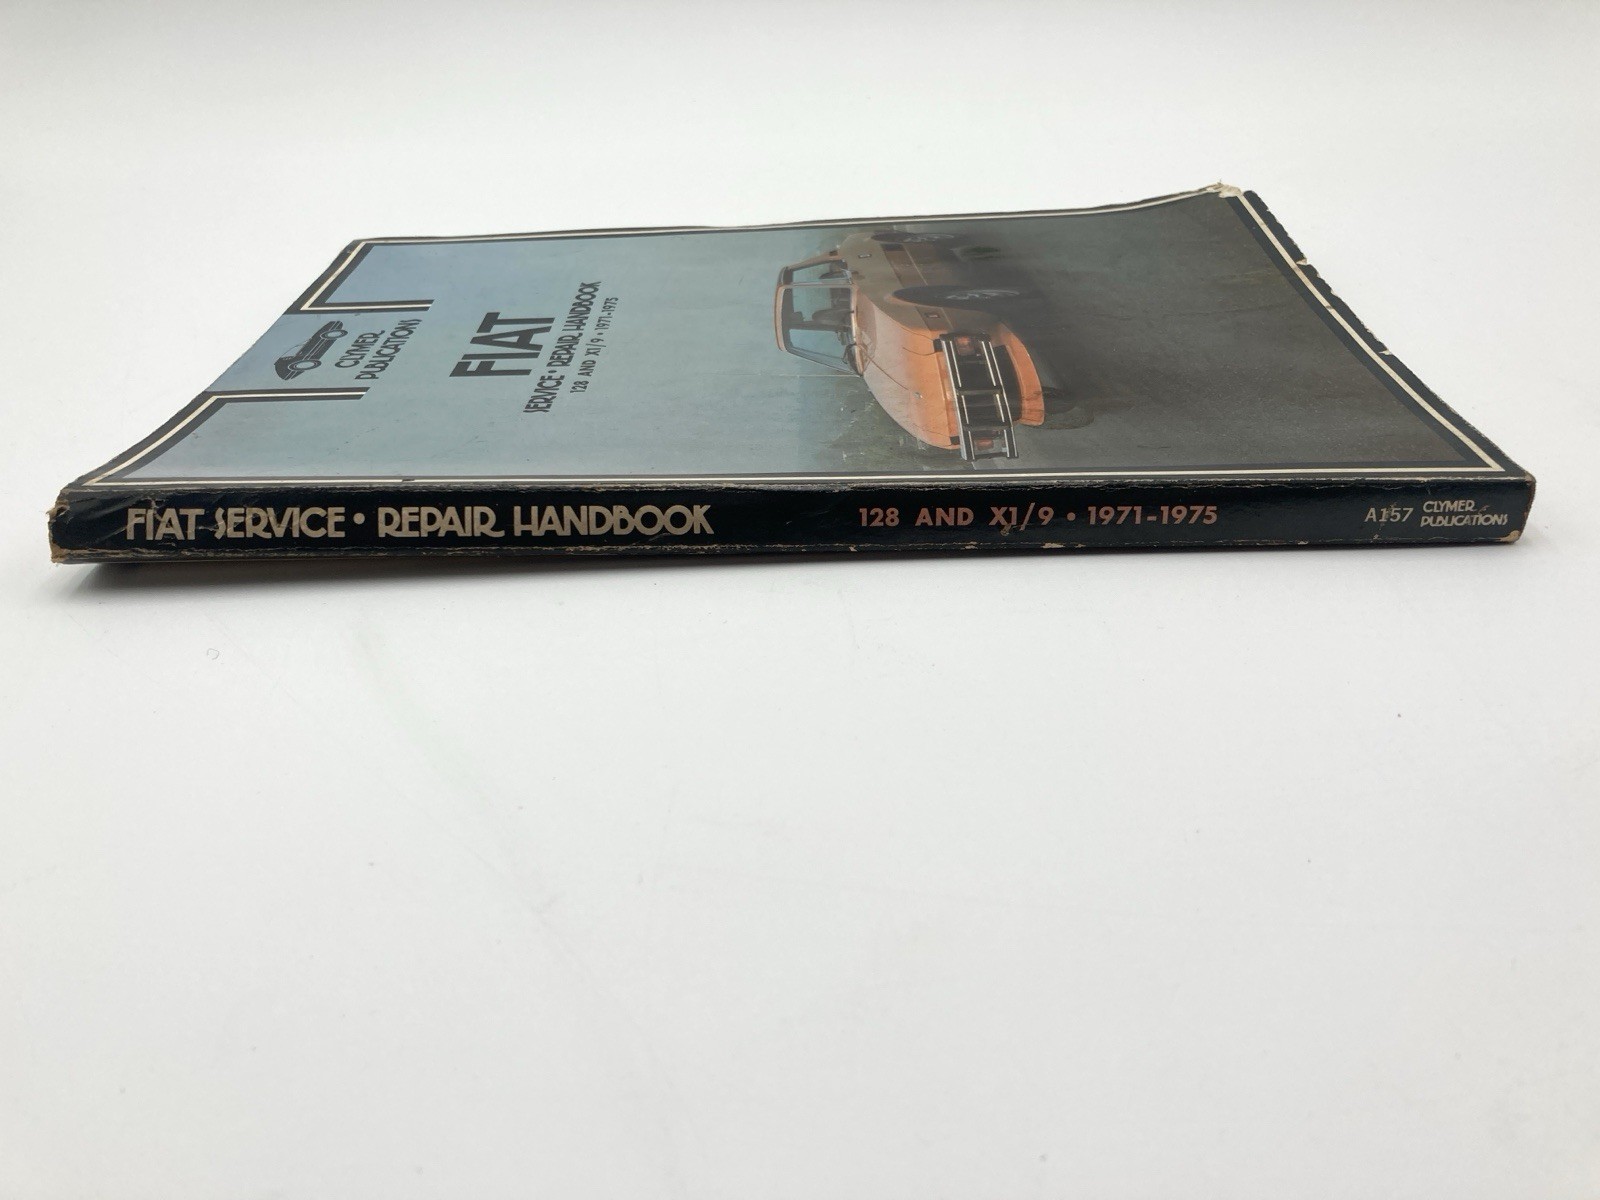 CLYMER
PUBLICATIONS
FIAT
SERVICE • REPAIR HANDBOOK
128 AND X1/9 • 1971-1975
FIAT SERVICE • REPAIR HANDBOOK 128 AND X1/9 • 1971-1975 A157 CLYMER
PUBLICATIONS